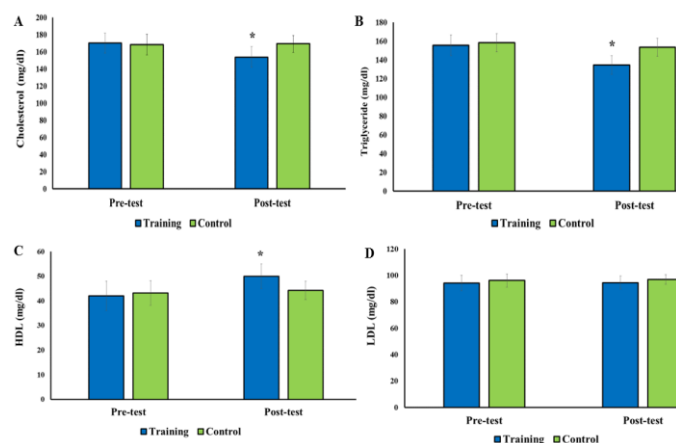 A
Cholesterol (mg/dl)
200
180
160
140
120
100
80
60
40
20
0
*
Pre-test
Post-test
Training
Control
B
Triglyceride (mg/dl)
180
160
140
120
100
80
60
40
20
0
*
Pre-test
Post-test
Training
Control
C
HDL (mg/dl)
60
50
40
30
20
10
0
*
Pre-test
Post-test
Training
Control
D
LDL (mg/dl)
120
100
80
60
40
20
0
Pre-test
Post-test
Training
Control